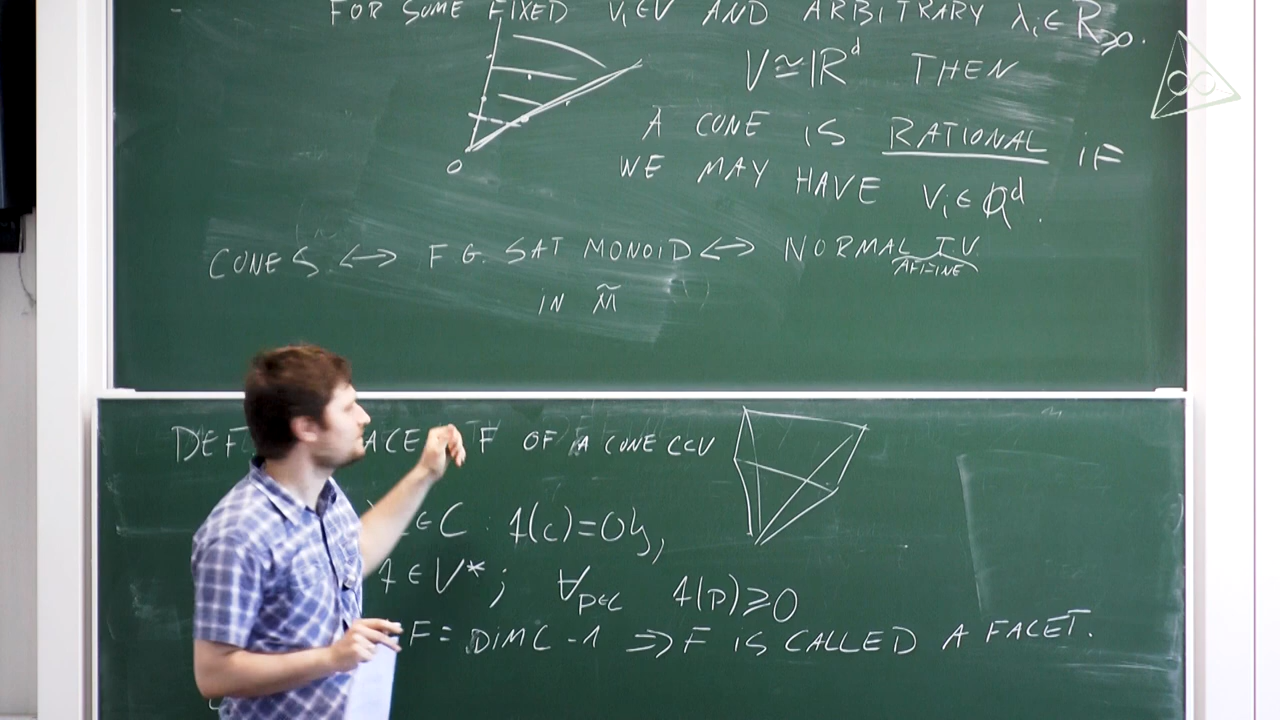 FOR SOME FIXED Vᵢ∈V AND ARBITRARY λᵢ∈ℝ≥0.
V≅ℝᵈ THEN
A CONE IS RATIONAL IF
WE MAY HAVE Vᵢ∈ℚᵈ.
0
CONES ⟷ F.G. SAT MONOID ⟷ NORMAL T.V.
AFFINE
IN M̃
DEF ACE F OF A CONE C⊂V
∈C : f(c)=0},
f∈V*; ∀p∈C f(p)≥0
F = DIM C -1 ⇒ F IS CALLED A FACET.